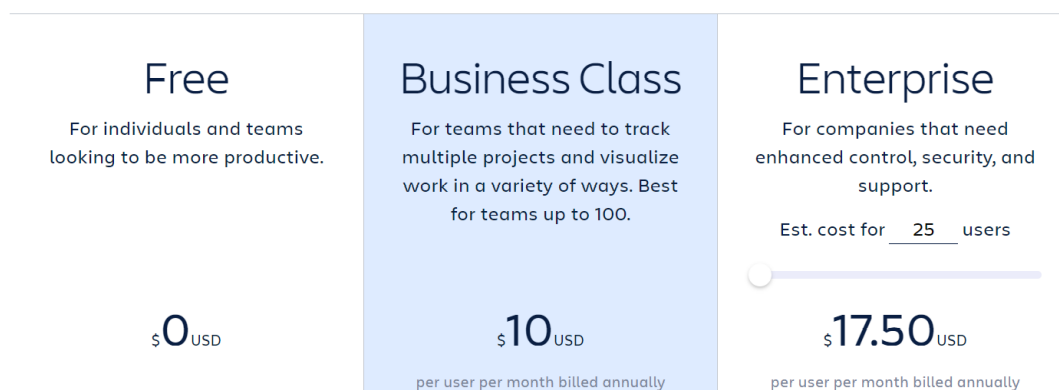 Free
For individuals and teams
looking to be more productive.
$0USD
Business Class
For teams that need to track
multiple projects and visualize
work in a variety of ways. Best
for teams up to 100.
$10USD
per user per month billed annually
Enterprise
For companies that need
enhanced control, security, and
support.
Est. cost for 25 users
$17.50USD
per user per month billed annually